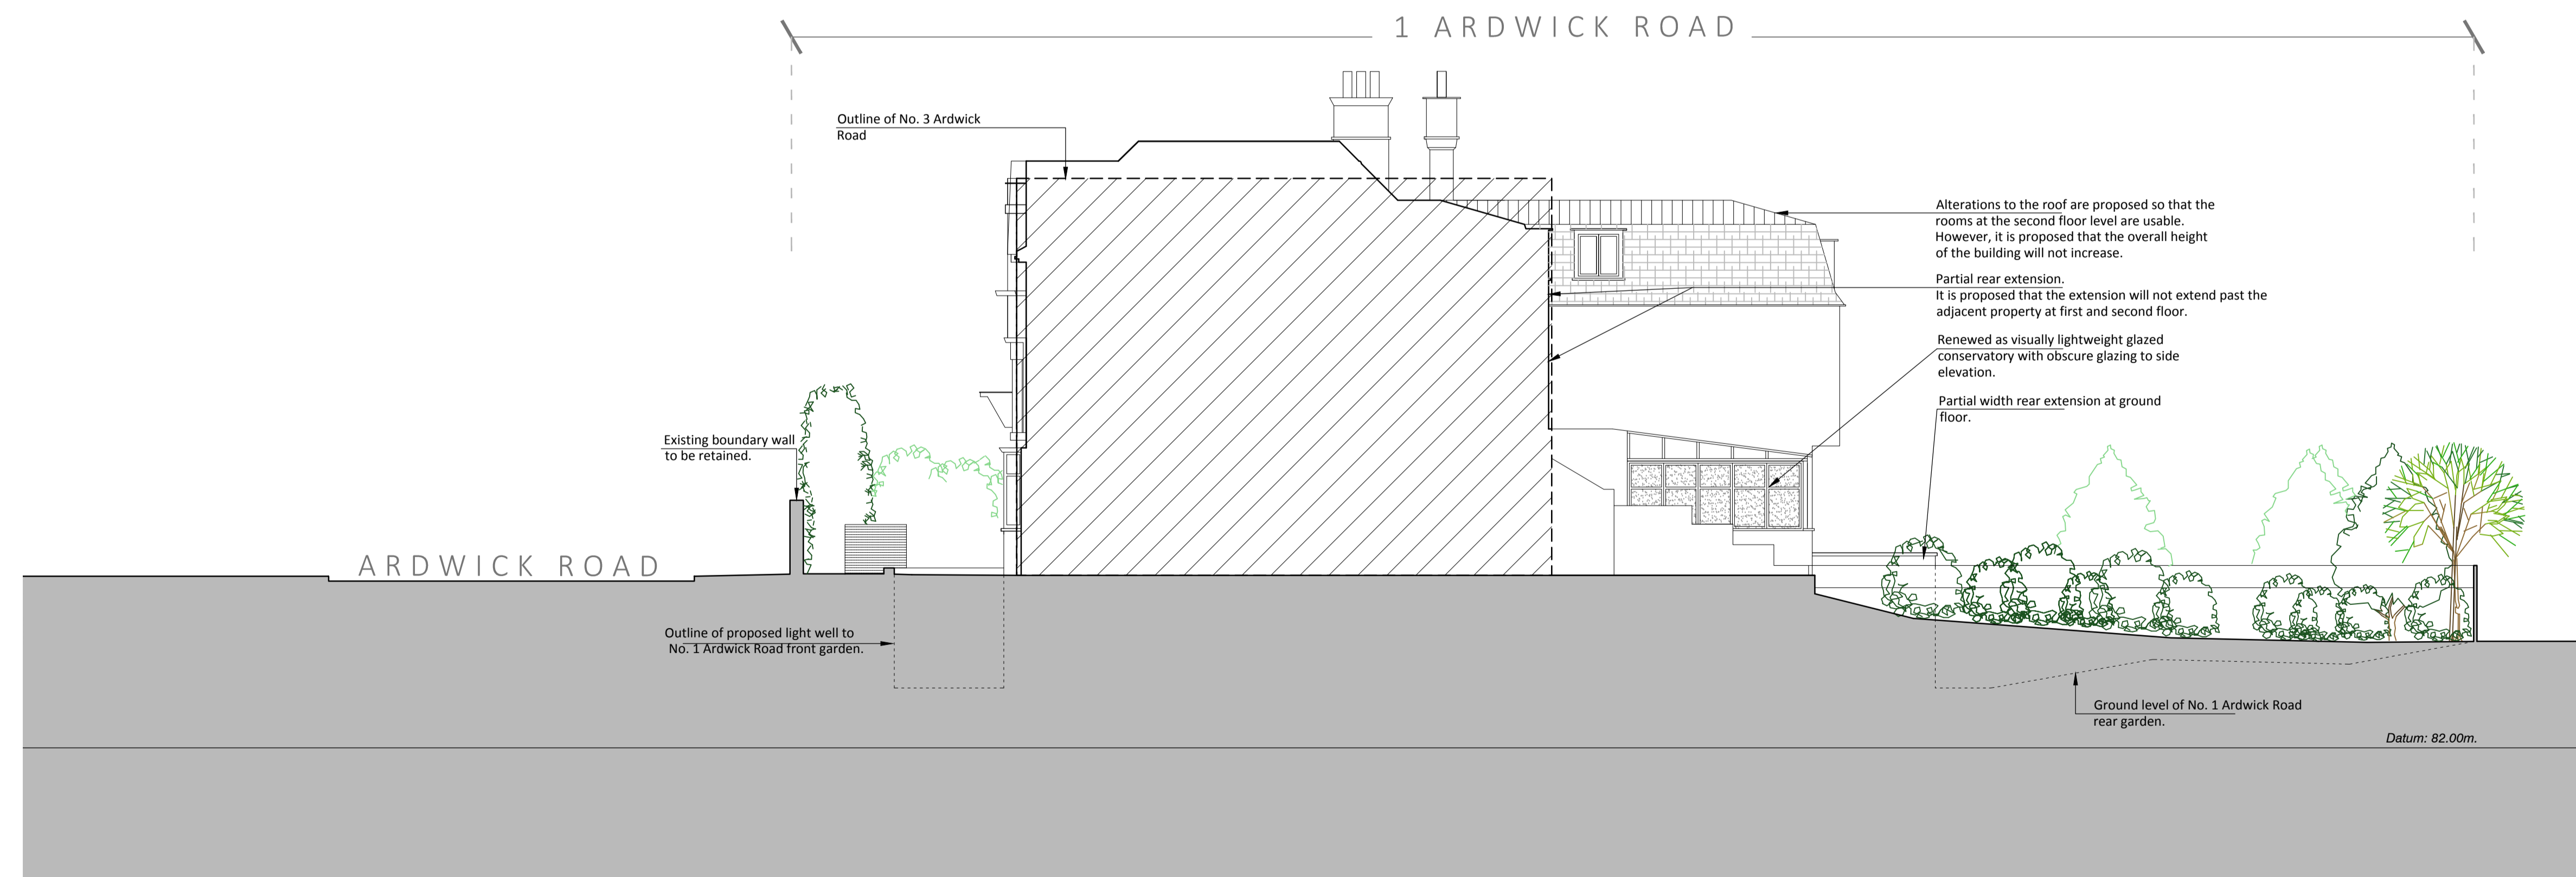 1 ARDWICK ROAD
Outline of No. 3 Ardwick
Road
Alterations to the roof are proposed so that the
rooms at the second floor level are usable.
However, it is proposed that the overall height
of the building will not increase.
Partial rear extension.
It is proposed that the extension will not extend past the
adjacent property at first and second floor.
Renewed as visually lightweight glazed
conservatory with obscure glazing to side
elevation.
Partial width rear extension at ground
floor.
Existing boundary wall
to be retained.
ARDWICK ROAD
Outline of proposed light well to
No. 1 Ardwick Road front garden.
Ground level of No. 1 Ardwick Road
rear garden.
Datum: 82.00m.